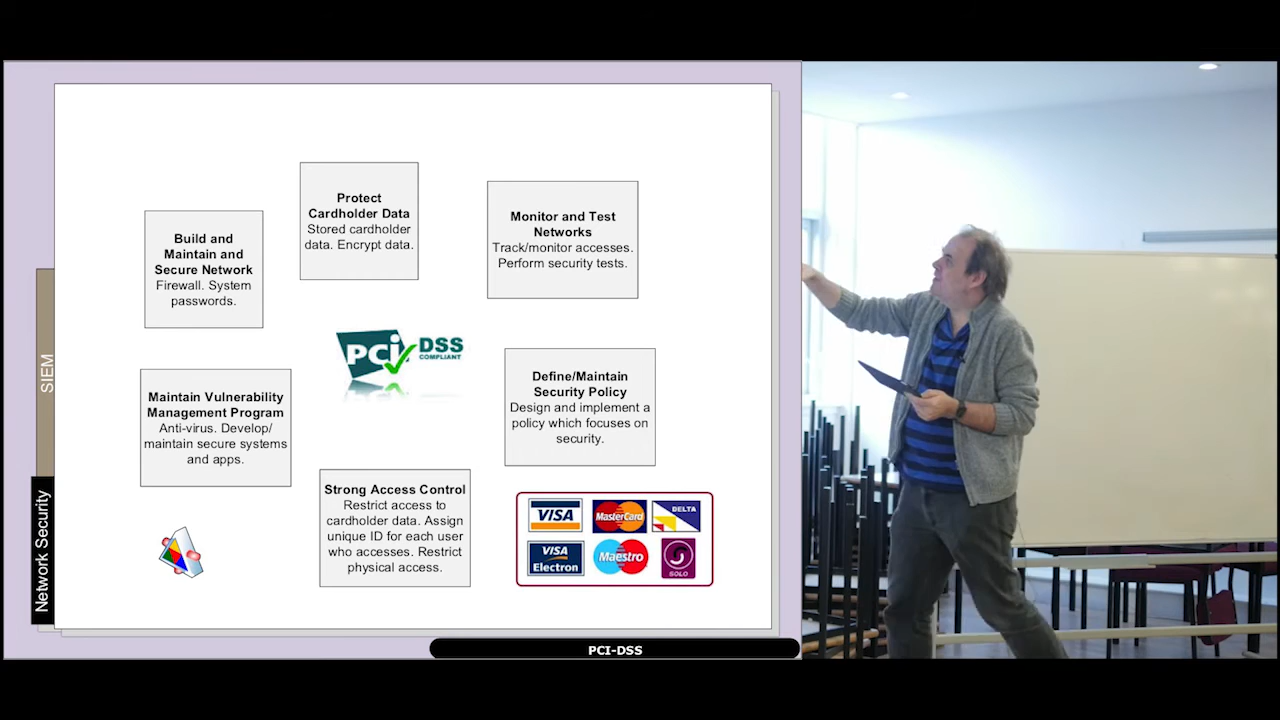 Protect
Cardholder Data
Stored cardholder
data. Encrypt data.
Monitor and Test
Networks
Track/monitor accesses.
Perform security tests.
Build and
Maintain and
Secure Network
Firewall. System
passwords.
PCi DSS
COMPLIANT
Define/Maintain
Security Policy
Design and implement a
policy which focuses on
security.
Maintain Vulnerability
Management Program
Anti-virus. Develop/
maintain secure systems
and apps.
Strong Access Control
Restrict access to
cardholder data. Assign
unique ID for each user
who accesses. Restrict
physical access.
VISA
MasterCard
DELTA
VISA
Electron
Maestro
SOLO
SIEM
Network Security
PCI-DSS